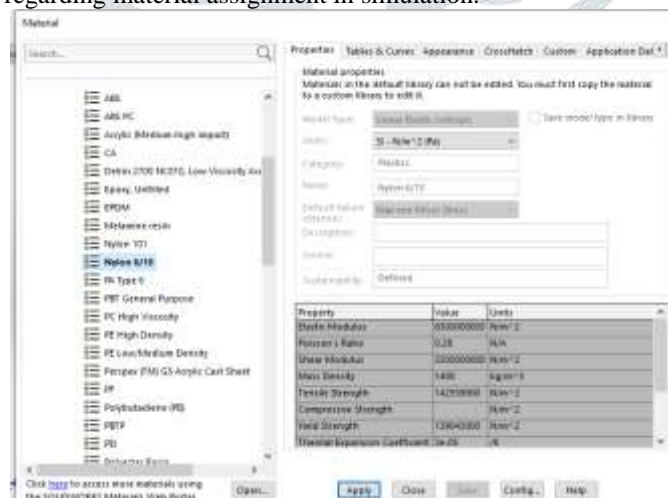 regarding material assignment in simulation.
Material
Search...
ABS
ABS PC
Acrylic (Medium-high impact)
CA
Delrin 2700 NC010, Low Viscosity Ace
Epoxy, Unfilled
EPDM
Melamine resin
Nylon 101
Nylon 6/10
PA Type 6
PBT General Purpose
PC High Viscosity
PE High Density
PE Low/Medium Density
Perspex (TM) GS Acrylic Cast Sheet
PF
Polybutadiene (PB)
PBTP
Click here to access more materials using
the SOLIDWORKS Materials Web Portal
Open...
Properties Tables & Curves Appearance CrossHatch Custom Application Dat
Material properties
Materials in the default library can not be edited. You must first copy the material
to a custom library to edit it.
Model Type: Linear Elastic Isotropic Save model type in library
Units: SI - N/m^2 (Pa)
Category: Plastics
Name: Nylon 6/10
Default failure criterion: Max von Mises Stress
Description:
Source:
Sustainability: Defined
Property Value Units
Elastic Modulus N/m^2
Poisson's Ratio 0.28 N/A
Shear Modulus N/m^2
Mass Density 1400 kg/m^3
Tensile Strength N/m^2
Compressive Strength N/m^2
Yield Strength N/m^2
Thermal Expansion Coefficient 3e-05 /K
Apply Close Save Config... Help